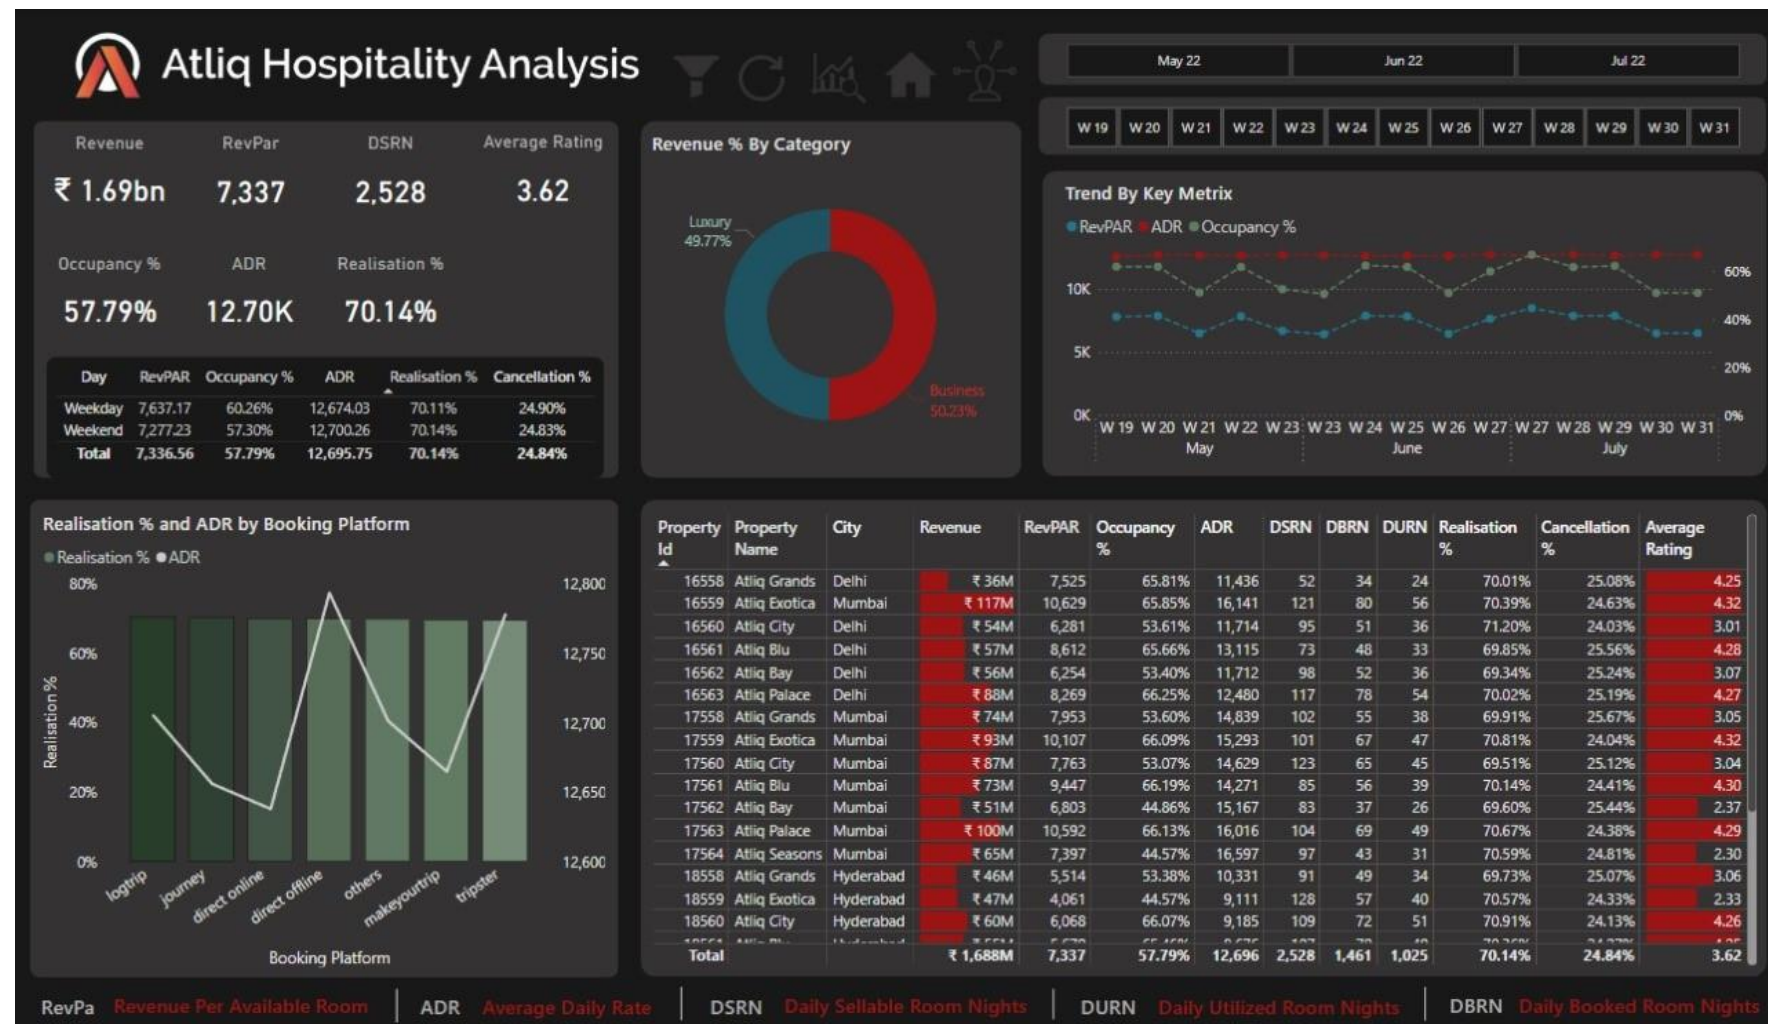 Atliq Hospitality Analysis
May 22 Jun 22 Jul 22
W 19 W 20 W 21 W 22 W 23 W 24 W 25 W 26 W 27 W 28 W 29 W 30 W 31
Revenue RevPar DSRN Average Rating
₹ 1.69bn 7,337 2,528 3.62
Occupancy % ADR Realisation %
57.79% 12.70K 70.14%
Day RevPAR Occupancy % ADR Realisation % Cancellation %
Weekday 7,637.17 60.26% 12,674.03 70.11% 24.90%
Weekend 7,277.23 57.30% 12,700.26 70.14% 24.83%
Total 7,336.56 57.79% 12,695.75 70.14% 24.84%
Revenue % By Category
Luxury
49.77%
Business
50.23%
Trend By Key Metrix
RevPAR ADR Occupancy %
10K
5K
0K
60%
40%
20%
0%
W 19 W 20 W 21 W 22 W 23 W 23 W 24 W 25 W 26 W 27 W 27 W 28 W 29 W 30 W 31
May June July
Realisation % and ADR by Booking Platform
Realisation % ADR
80% 12,800
60% 12,750
40% 12,700
20% 12,650
0% 12,600
Realisation %
logtrip journey direct online direct offline others makeyourtrip tripster
Booking Platform
Property Id Property Name City Revenue RevPAR Occupancy % ADR DSRN DBRN DURN Realisation % Cancellation % Average Rating
16558 Atliq Grands Delhi ₹ 36M 7,525 65.81% 11,436 52 34 24 70.01% 25.08% 4.25
16559 Atliq Exotica Mumbai ₹ 117M 10,629 65.85% 16,141 121 80 56 70.39% 24.63% 4.32
16560 Atliq City Delhi ₹ 54M 6,281 53.61% 11,714 95 51 36 71.20% 24.03% 3.01
16561 Atliq Blu Delhi ₹ 57M 8,612 65.66% 13,115 73 48 33 69.85% 25.56% 4.28
16562 Atliq Bay Delhi ₹ 56M 6,254 53.40% 11,712 98 52 36 69.34% 25.24% 3.07
16563 Atliq Palace Delhi ₹ 88M 8,269 66.25% 12,480 117 78 54 70.02% 25.19% 4.27
17558 Atliq Grands Mumbai ₹ 74M 7,953 53.60% 14,839 102 55 38 69.91% 25.67% 3.05
17559 Atliq Exotica Mumbai ₹ 93M 10,107 66.09% 15,293 101 67 47 70.81% 24.04% 4.32
17560 Atliq City Mumbai ₹ 87M 7,763 53.07% 14,629 123 65 45 69.51% 25.12% 3.04
17561 Atliq Blu Mumbai ₹ 73M 9,447 66.19% 14,271 85 56 39 70.14% 24.41% 4.30
17562 Atliq Bay Mumbai ₹ 51M 6,803 44.86% 15,167 83 37 26 69.60% 25.44% 2.37
17563 Atliq Palace Mumbai ₹ 100M 10,592 66.13% 16,016 104 69 49 70.67% 24.38% 4.29
17564 Atliq Seasons Mumbai ₹ 65M 7,397 44.57% 16,597 97 43 31 70.59% 24.81% 2.30
18558 Atliq Grands Hyderabad ₹ 46M 5,514 53.38% 10,331 91 49 34 69.73% 25.07% 3.06
18559 Atliq Exotica Hyderabad ₹ 47M 4,061 44.57% 9,111 128 57 40 70.57% 24.33% 2.33
18560 Atliq City Hyderabad ₹ 60M 6,068 66.07% 9,185 109 72 51 70.91% 24.13% 4.26
Total ₹ 1,688M 7,337 57.79% 12,696 2,528 1,461 1,025 70.14% 24.84% 3.62
RevPa Revenue Per Available Room ADR Average Daily Rate DSRN Daily Sellable Room Nights DURN Daily Utilized Room Nights DBRN Daily Booked Room Nights